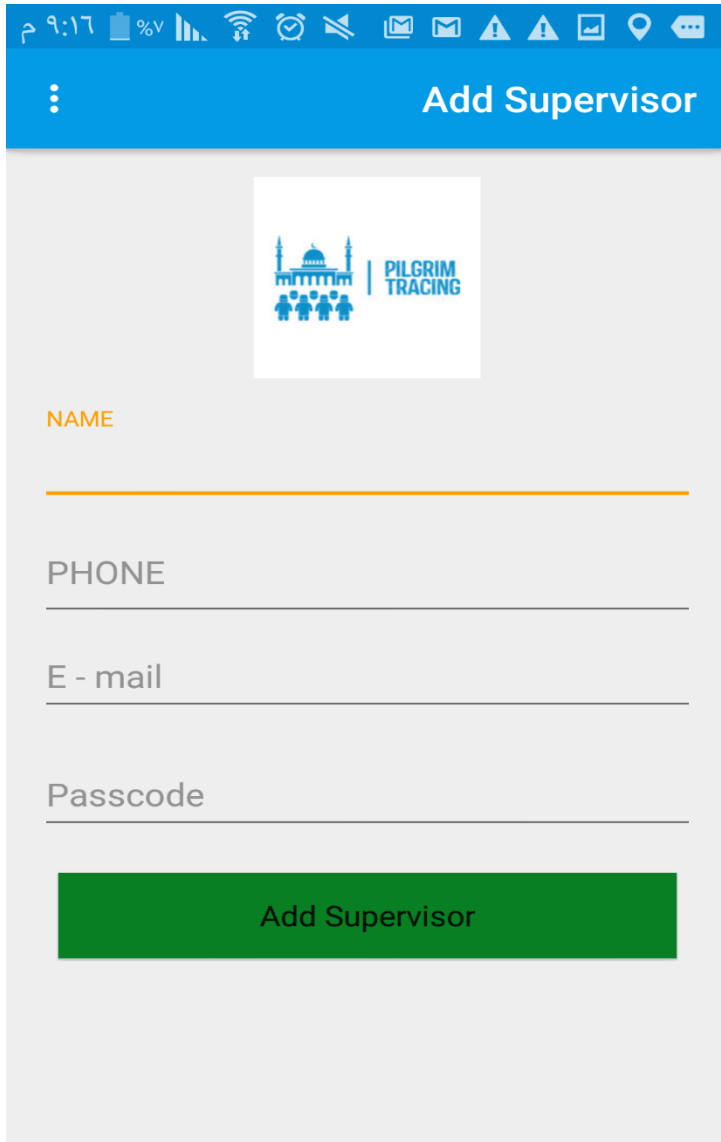 م ٩:١٦ %٧
Add Supervisor
PILGRIM
TRACING
NAME
PHONE
E - mail
Passcode
Add Supervisor